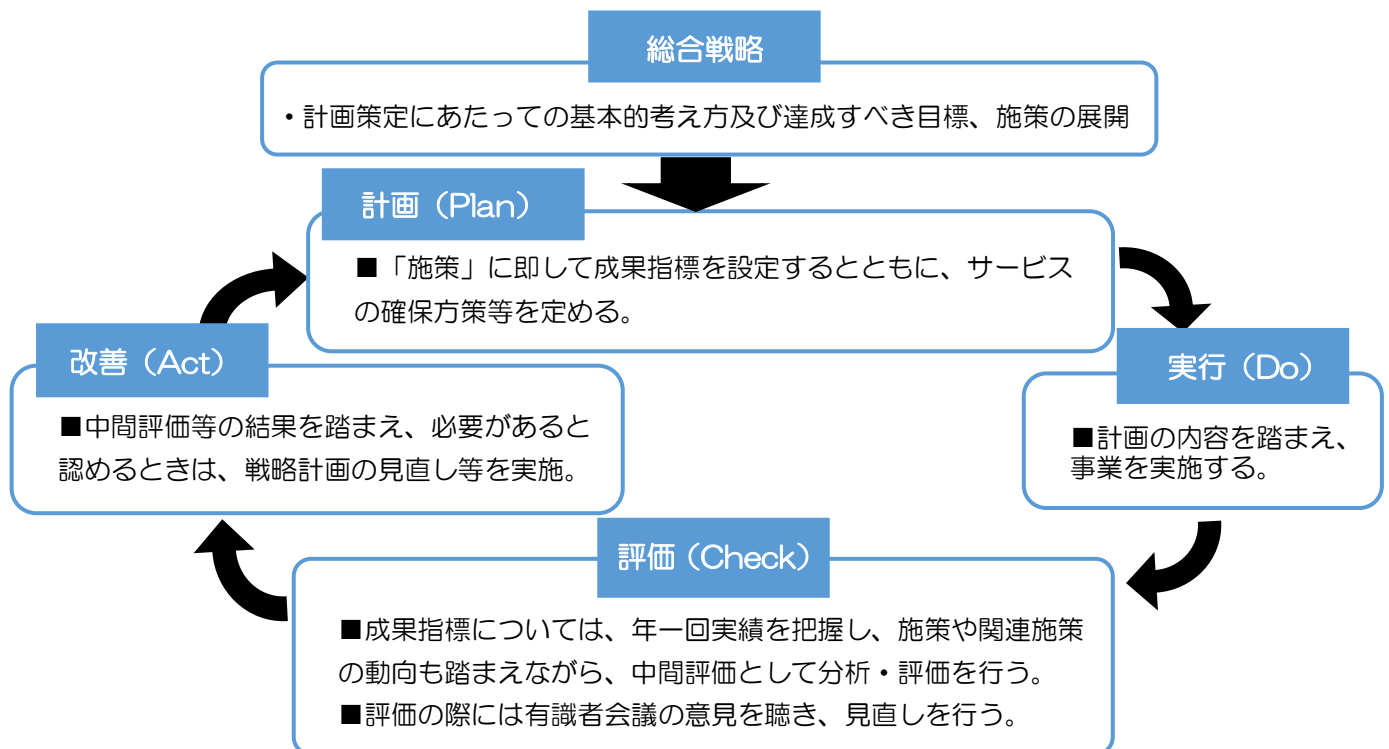 総合戦略
・計画策定にあたっての基本的考え方及び達成すべき目標、施策の展開
計画（Plan）
■「施策」に即して成果指標を設定するとともに、サービス
の確保方策等を定める。
改善（Act）
■中間評価等の結果を踏まえ、必要があると
認めるときは、戦略計画の見直し等を実施。
実行（Do）
■計画の内容を踏まえ、
事業を実施する。
評価（Check）
■成果指標については、年一回実績を把握し、施策や関連施策
の動向も踏まえながら、中間評価として分析・評価を行う。
■評価の際には有識者会議の意見を聴き、見直しを行う。